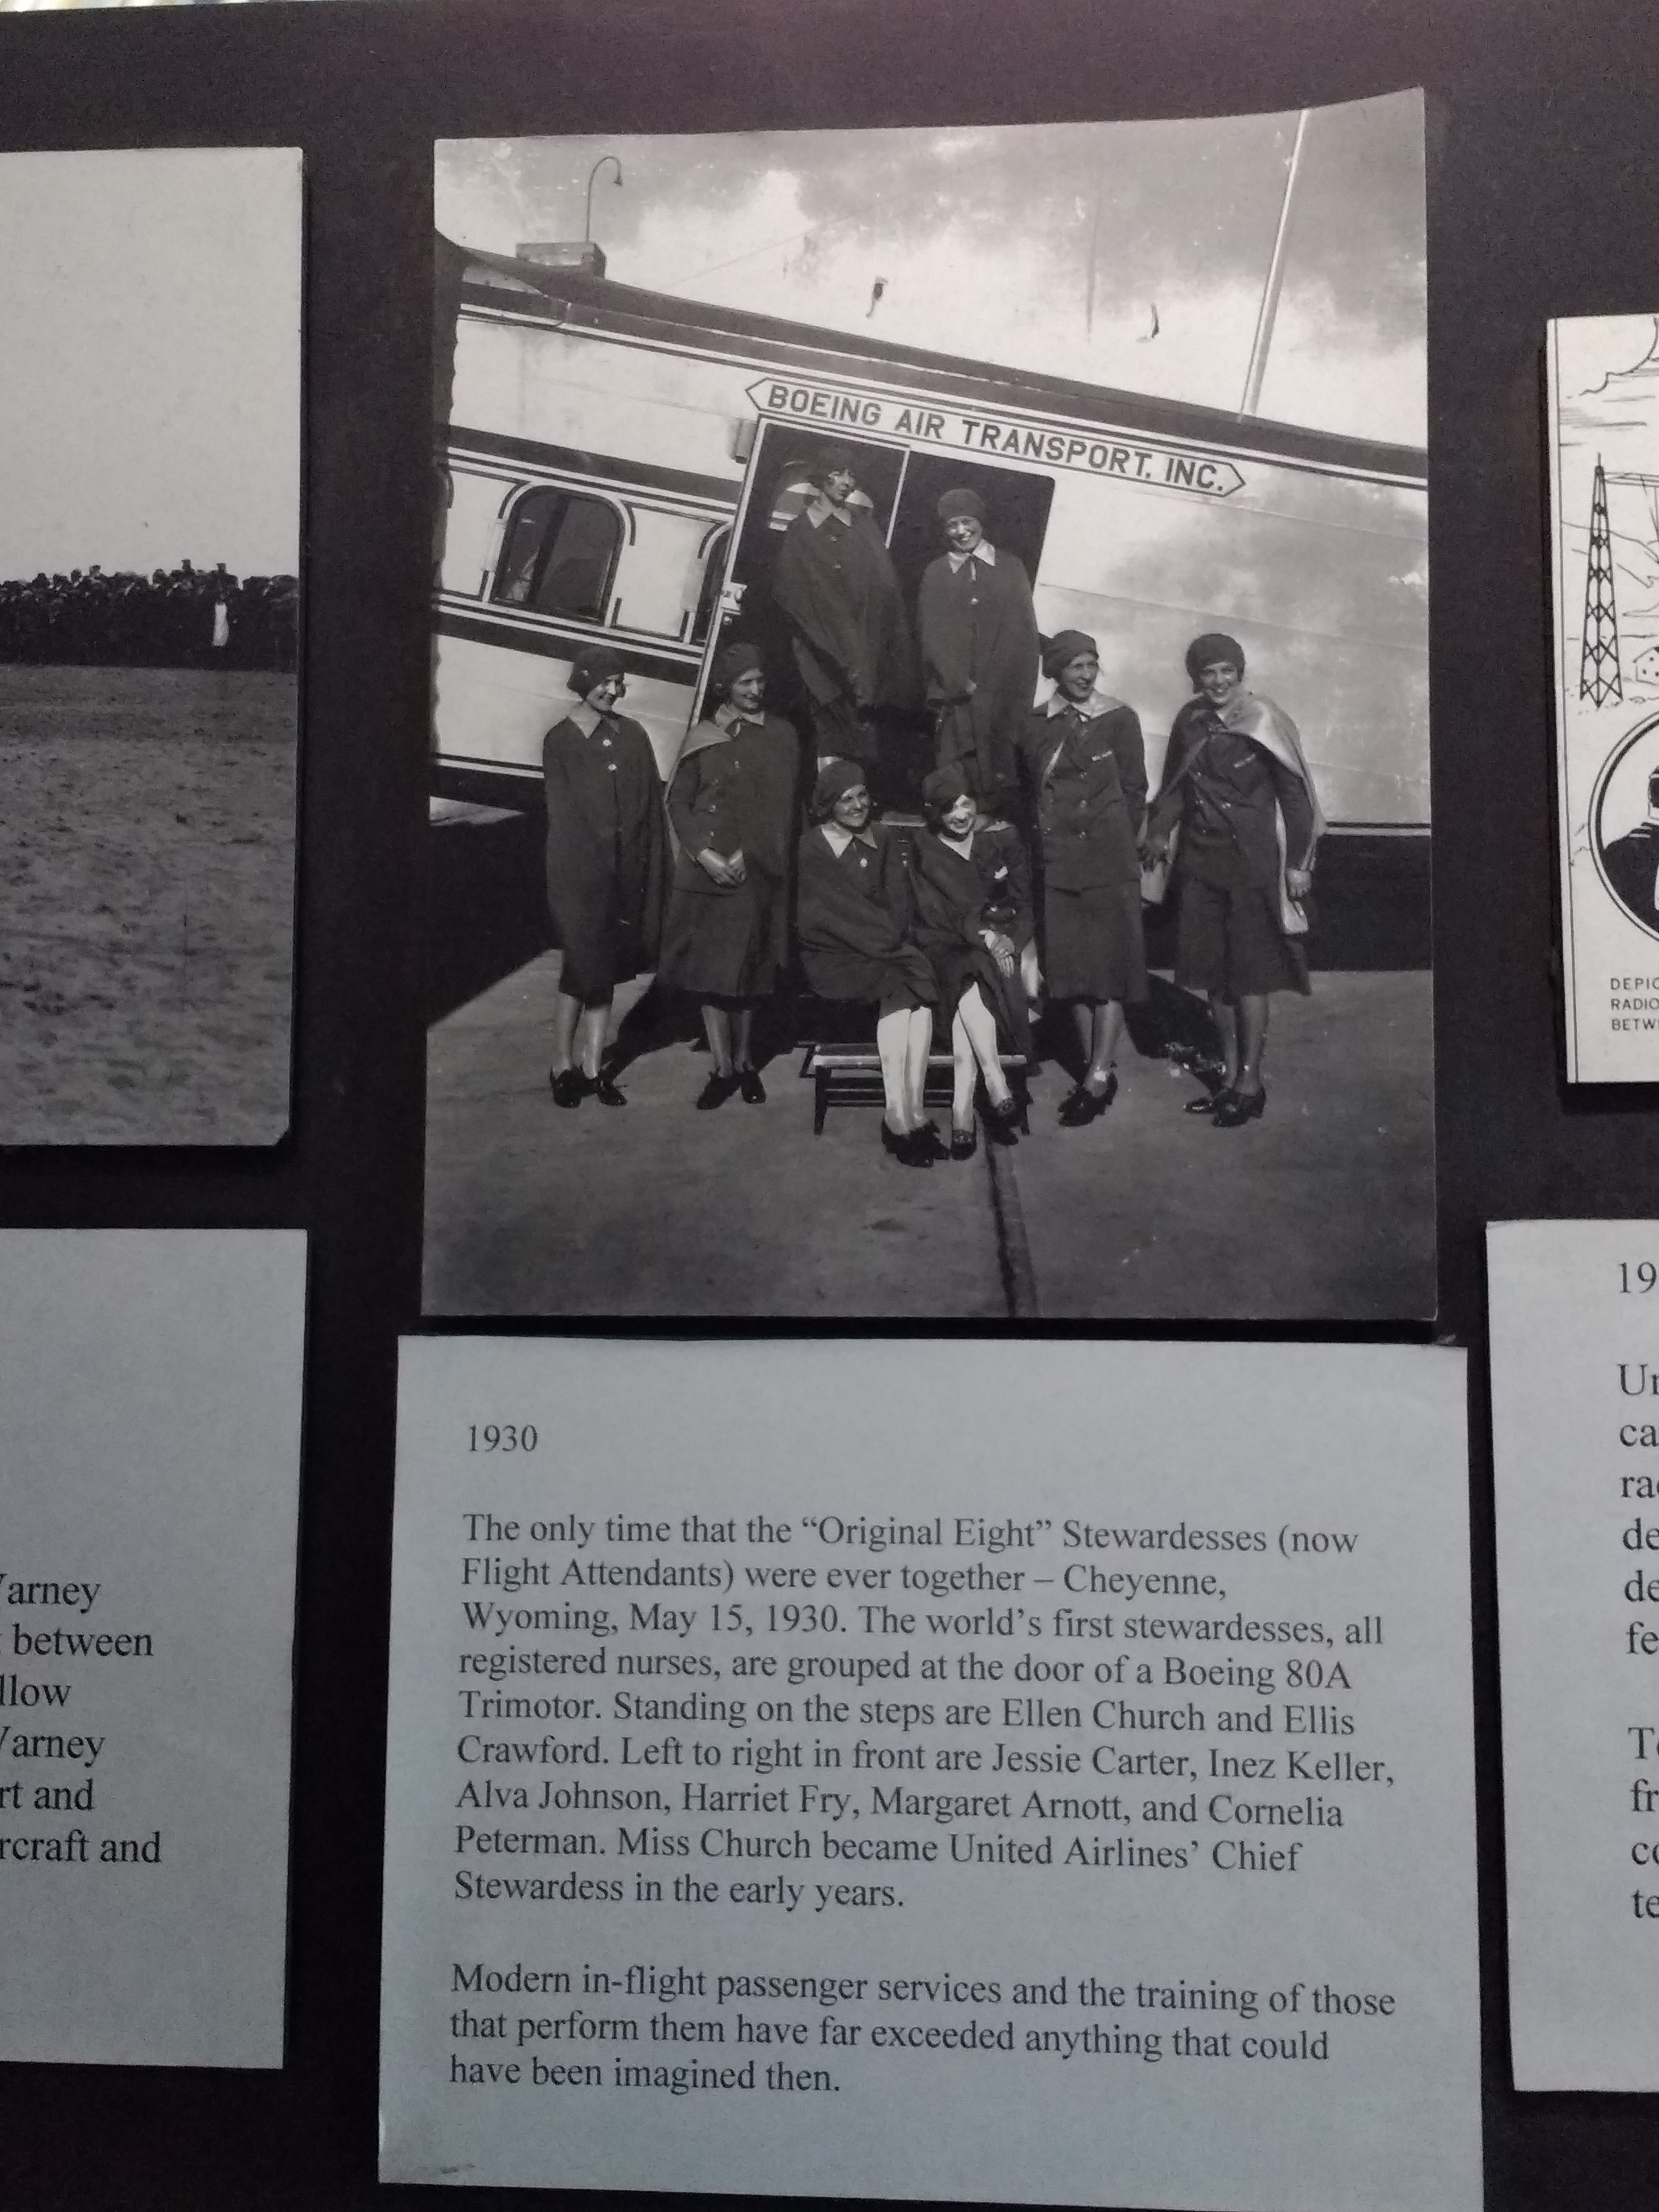 BOEING AIR TRANSPORT. INC.
1930
The only time that the “Original Eight” Stewardesses (now
Flight Attendants) were ever together – Cheyenne,
Wyoming, May 15, 1930. The world’s first stewardesses, all
registered nurses, are grouped at the door of a Boeing 80A
Trimotor. Standing on the steps are Ellen Church and Ellis
Crawford. Left to right in front are Jessie Carter, Inez Keller,
Alva Johnson, Harriet Fry, Margaret Arnott, and Cornelia
Peterman. Miss Church became United Airlines’ Chief
Stewardess in the early years.
Modern in-flight passenger services and the training of those
that perform them have far exceeded anything that could
have been imagined then.
between
and
and